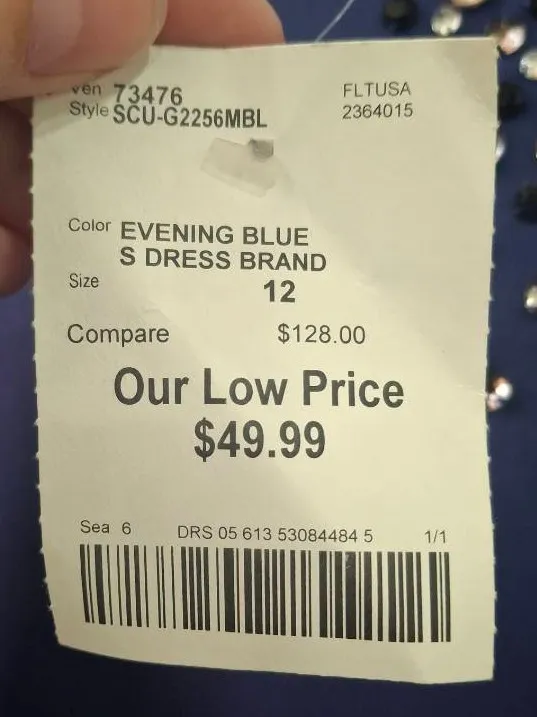 Ven 73476 FLTUSA
Style SCU-G2256MBL 2364015
Color EVENING BLUE
S DRESS BRAND
Size 12
Compare $128.00
Our Low Price
$49.99
Sea 6 DRS 05 613 53084484 5 1/1